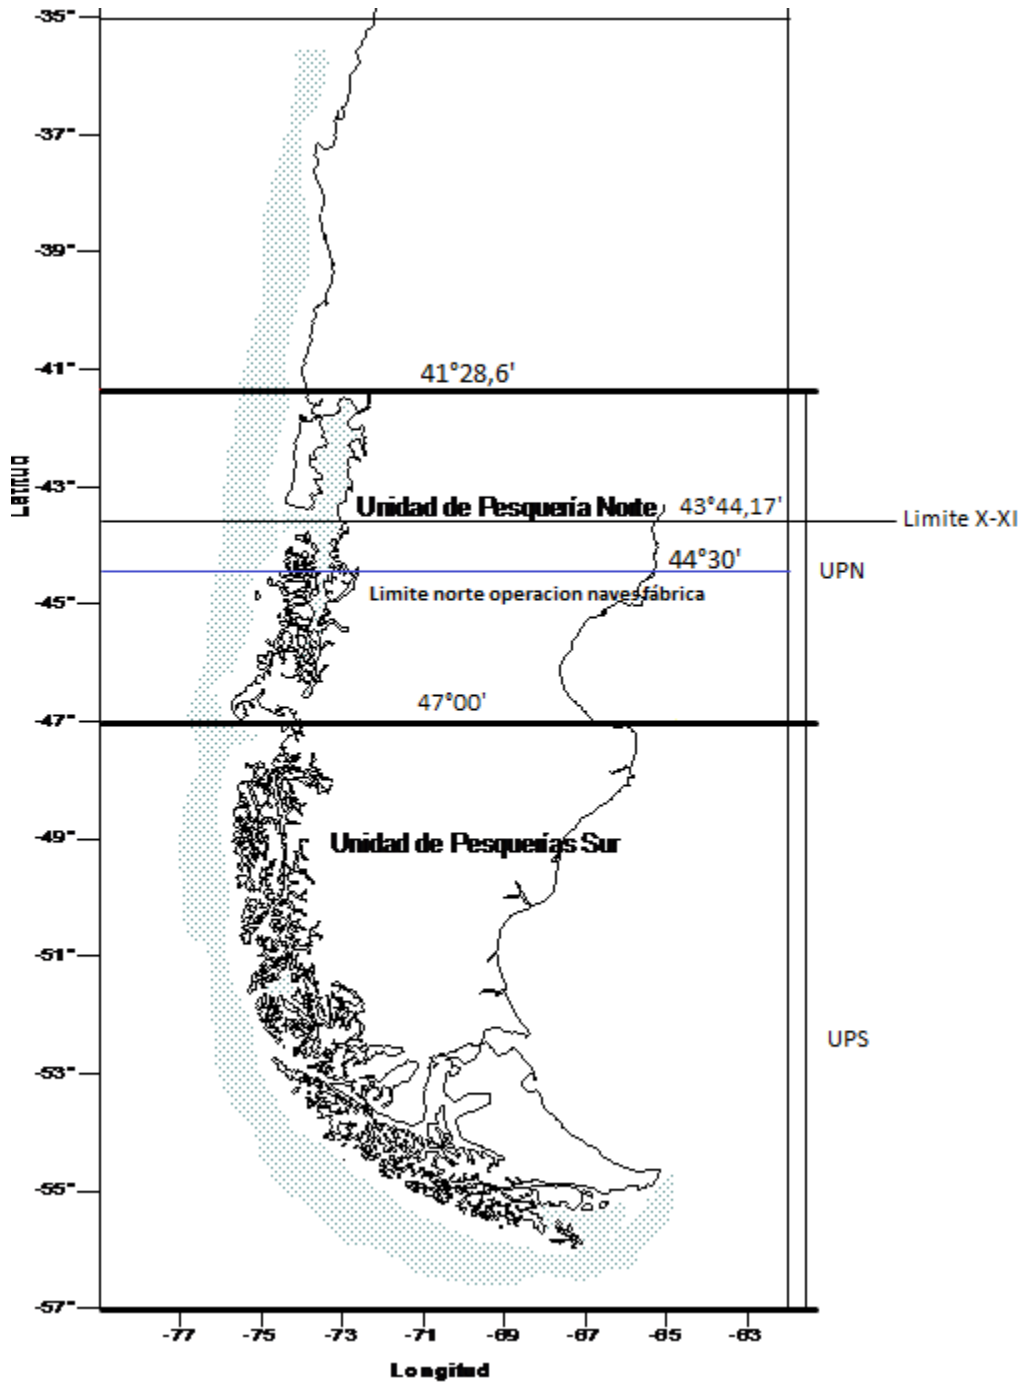 -35°
-37°
-39°
-41°
41°28,6'
Latitud
-43°
Unidad de Pesquería Norte 43°44,17'
Limite X-XI
44°30'
UPN
Limite norte operacion naves fábrica
-45°
47°00'
-47°
-49°
Unidad de Pesquerías Sur
-51°
UPS
-53°
-55°
-57°
-77 -75 -73 -71 -69 -67 -65 -63
Longitud